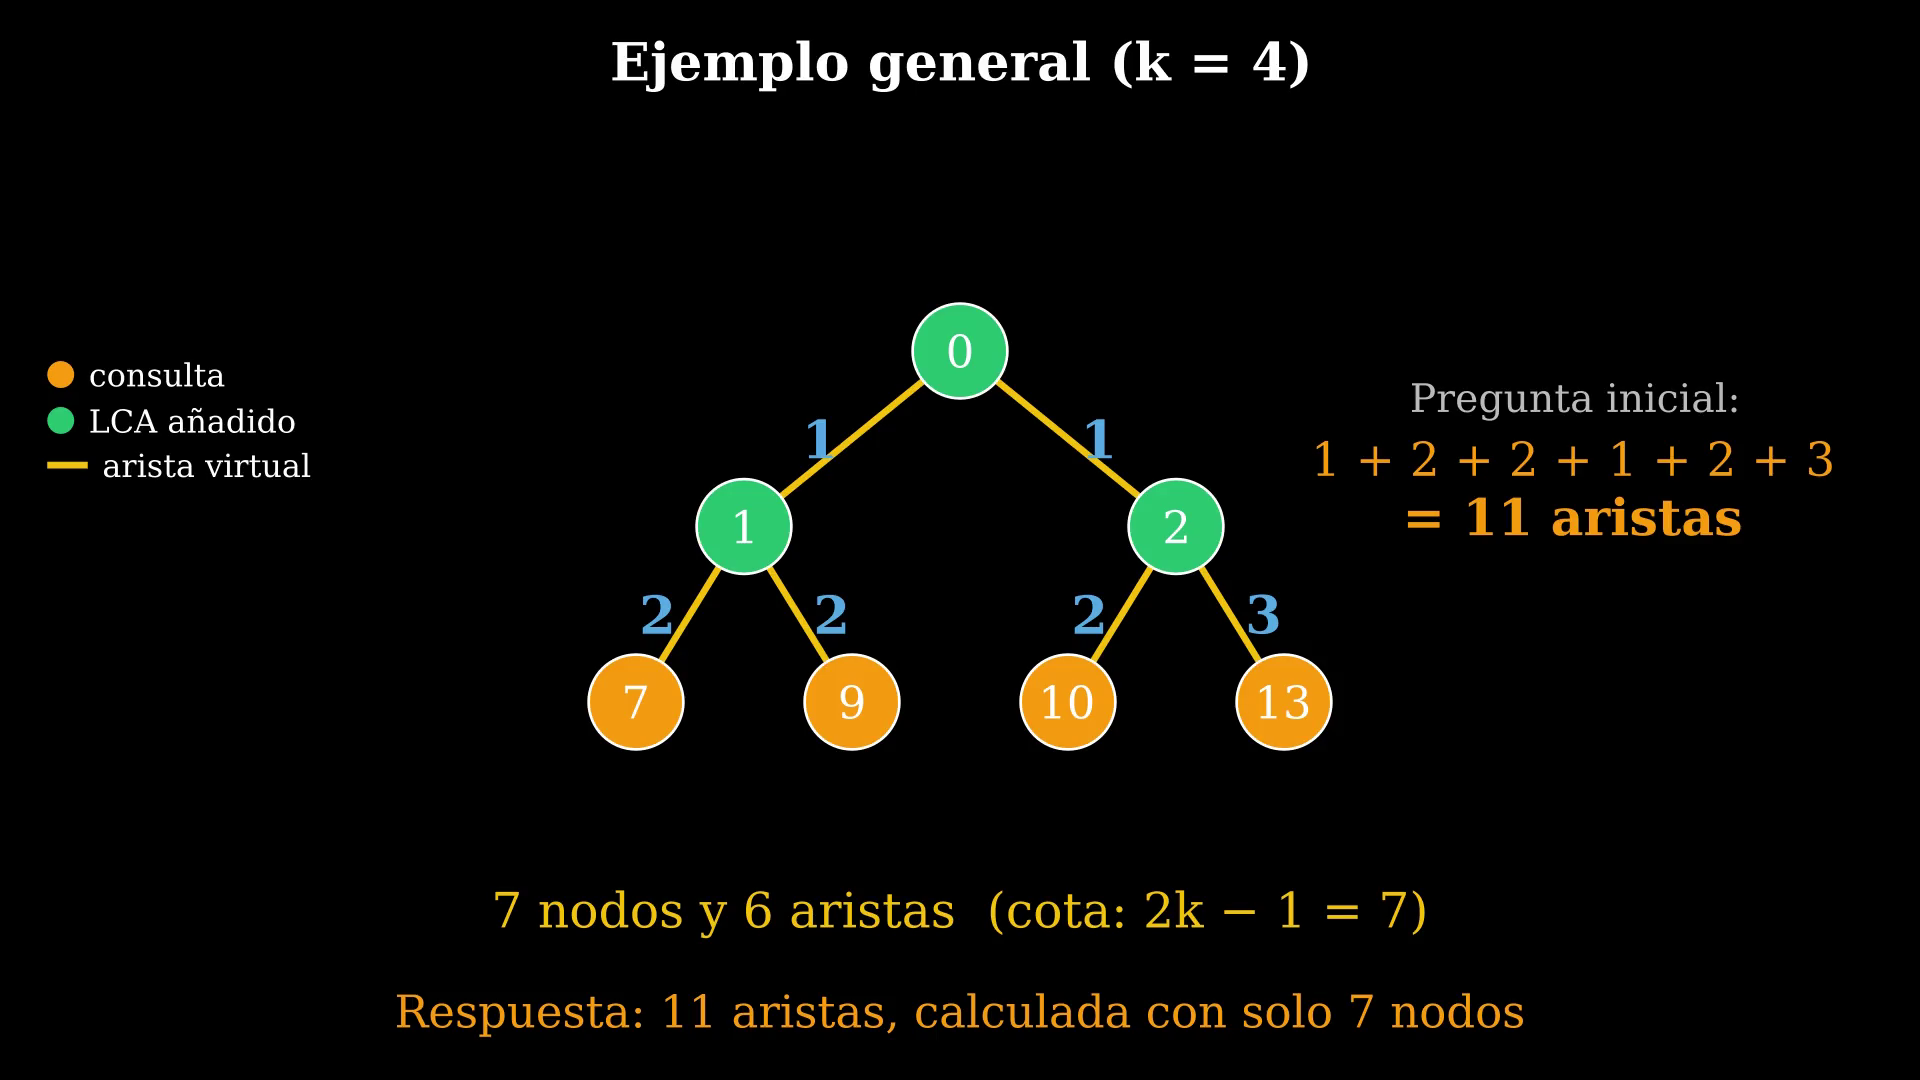 Ejemplo general (k = 4)
consulta
LCA añadido
arista virtual
0
1
1
1
2
2
2
2
3
7
9
10
13
Pregunta inicial:
1 + 2 + 2 + 1 + 2 + 3
= 11 aristas
7 nodos y 6 aristas (cota: 2k − 1 = 7)
Respuesta: 11 aristas, calculada con solo 7 nodos